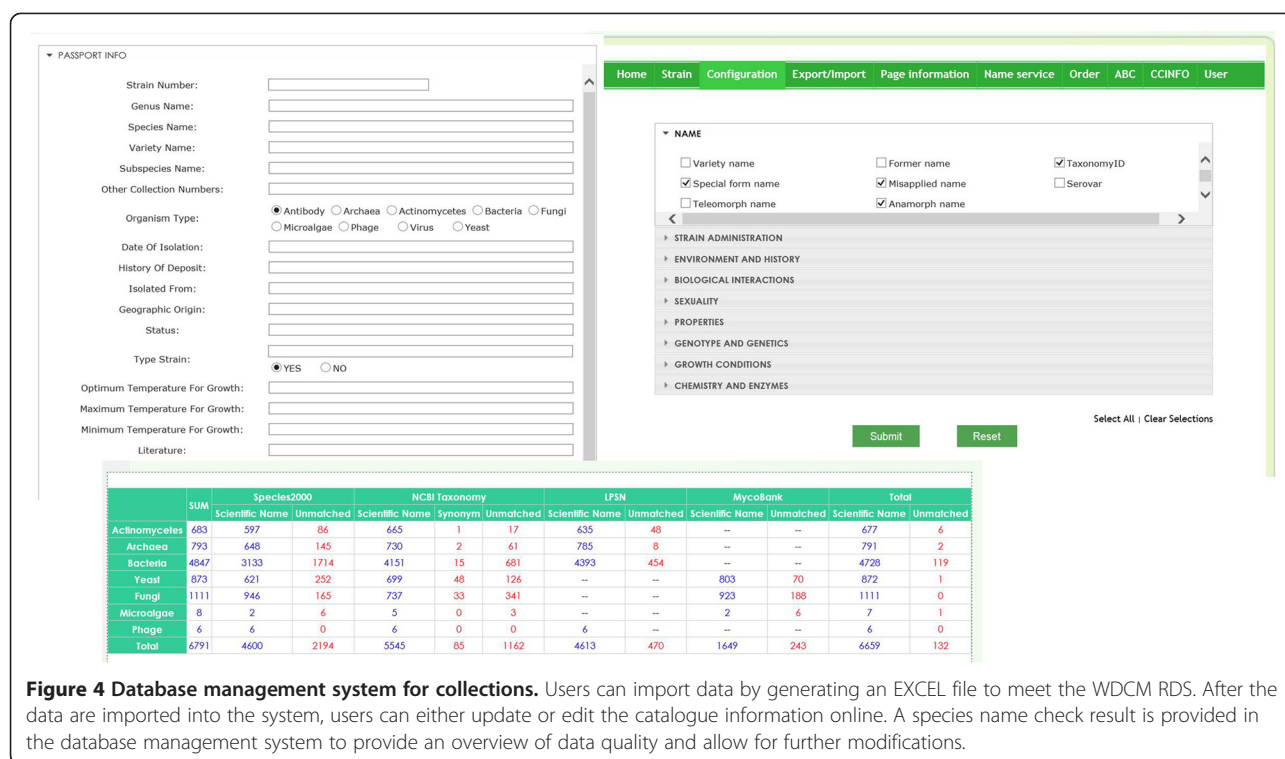 PASSPORT INFO
Strain Number:
Genus Name:
Species Name:
Variety Name:
Subspecies Name:
Other Collection Numbers:
Organism Type:
Antibody Archaea Actinomycetes Bacteria Fungi
Microalgae Phage Virus Yeast
Date Of Isolation:
History Of Deposit:
Isolated From:
Geographic Origin:
Status:
Type Strain:
YES NO
Optimum Temperature For Growth:
Maximum Temperature For Growth:
Minimum Temperature For Growth:
Literature:
Home Strain Configuration Export/Import Page information Name service Order ABC CCINFO User
NAME
Variety name Former name TaxonomyID
Special form name Misapplied name Serovar
Teleomorph name Anamorph name
STRAIN ADMINISTRATION
ENVIRONMENT AND HISTORY
BIOLOGICAL INTERACTIONS
SEXUALITY
PROPERTIES
GENOTYPE AND GENETICS
GROWTH CONDITIONS
CHEMISTRY AND ENZYMES
Select All | Clear Selections
Submit Reset
SUM Species2000 NCBI Taxonomy LPSN MycoBank Total
Scientific Name Unmatched Scientific Name Synonym Unmatched Scientific Name Unmatched Scientific Name Unmatched Scientific Name Unmatched
Actinomycetes 683 597 86 665 1 17 635 48 -- -- 677 6
Archaea 793 648 145 730 2 61 785 8 -- -- 791 2
Bacteria 4847 3133 1714 4151 15 681 4393 454 -- -- 4728 119
Yeast 873 621 252 699 48 126 -- -- 803 70 872 1
Fungi 1111 946 165 737 33 341 -- -- 923 188 1111 0
Microalgae 8 2 6 5 0 3 -- -- 2 6 7 1
Phage 6 6 0 6 0 0 6 -- -- -- 6 0
Total 6791 4600 2194 5545 85 1162 4613 470 1649 243 6659 132
Figure 4 Database management system for collections. Users can import data by generating an EXCEL file to meet the WDCM RDS. After the
data are imported into the system, users can either update or edit the catalogue information online. A species name check result is provided in
the database management system to provide an overview of data quality and allow for further modifications.